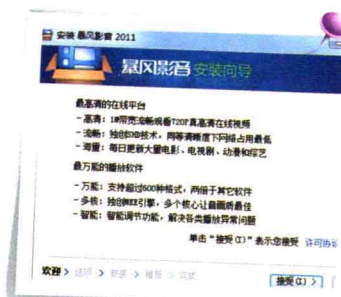 安装 暴风影音 2011
暴风影音 安装向导
最高清的在线平台
- 高清：1M带宽流畅观看720P真高清在线视频
- 流畅：独创SHD技术，同等清晰度下网络占用最低
- 海量：每日更新大量电影、电视剧、动漫和综艺
最万能的播放软件
- 万能：支持超过600种格式，两倍于其它软件
- 多核：独创MEE引擎，多个核心让画质最佳
- 智能：智能调节功能，解决各类播放异常问题
单击“接受(I)”表示您接受 许可协议
欢迎 > 选项 > 安装 > 推荐 > 完成
接受(I) >